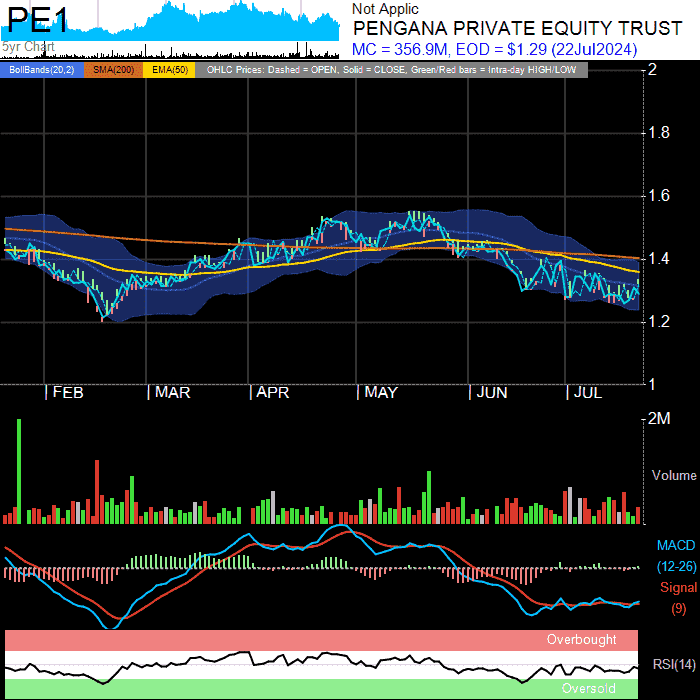 PE1
Not Applic
PENGANA PRIVATE EQUITY TRUST
5yr Chart
MC = 356.9M, EOD = $1.29 (22Jul2024)
BollBands(20,2) SMA(200) EMA(50) OHLC Prices: Dashed = OPEN, Solid = CLOSE, Green/Red bars = Intra-day HIGH/LOW
2
1.8
1.6
1.4
1.2
1
FEB MAR APR MAY JUN JUL
2M
Volume
MACD
(12-26)
Signal
(9)
Overbought
RSI(14)
Oversold